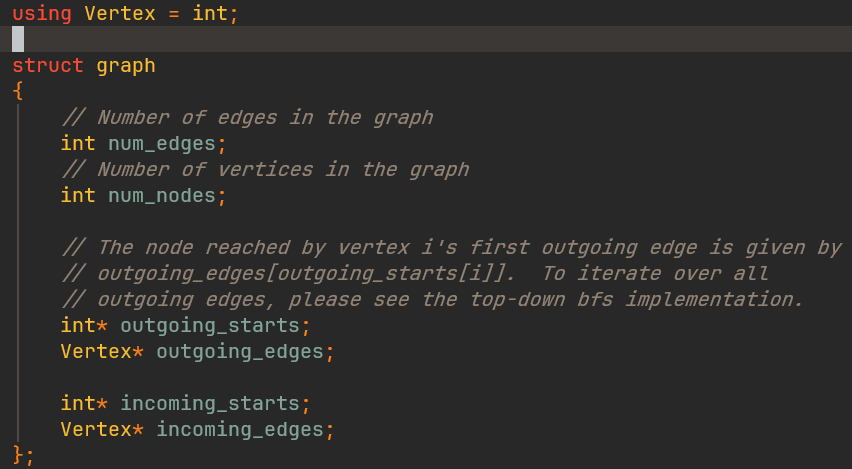 using Vertex = int;
struct graph
{
// Number of edges in the graph
int num_edges;
// Number of vertices in the graph
int num_nodes;
// The node reached by vertex i's first outgoing edge is given by
// outgoing_edges[outgoing_starts[i]].  To iterate over all
// outgoing edges, please see the top-down bfs implementation.
int* outgoing_starts;
Vertex* outgoing_edges;
int* incoming_starts;
Vertex* incoming_edges;
};